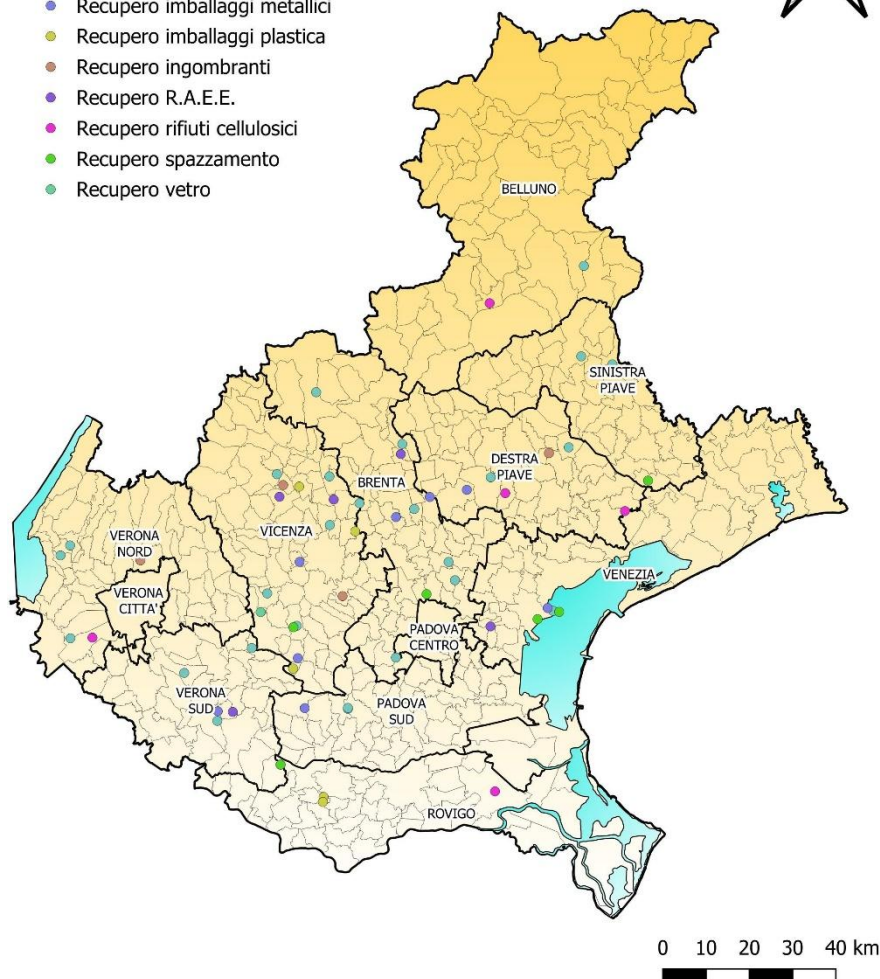 Recupero imballaggi metallici
Recupero imballaggi plastica
Recupero ingombranti
Recupero R.A.E.E.
Recupero rifiuti cellulosici
Recupero spazzamento
Recupero vetro
BELLUNO
SINISTRA
PIAVE
DESTRA
PIAVE
BRENTA
VICENZA
VERONA
NORD
VERONA
CITTA'
VENEZIA
PADOVA
CENTRO
VERONA
SUD
PADOVA
SUD
ROVIGO
0 10 20 30 40 km